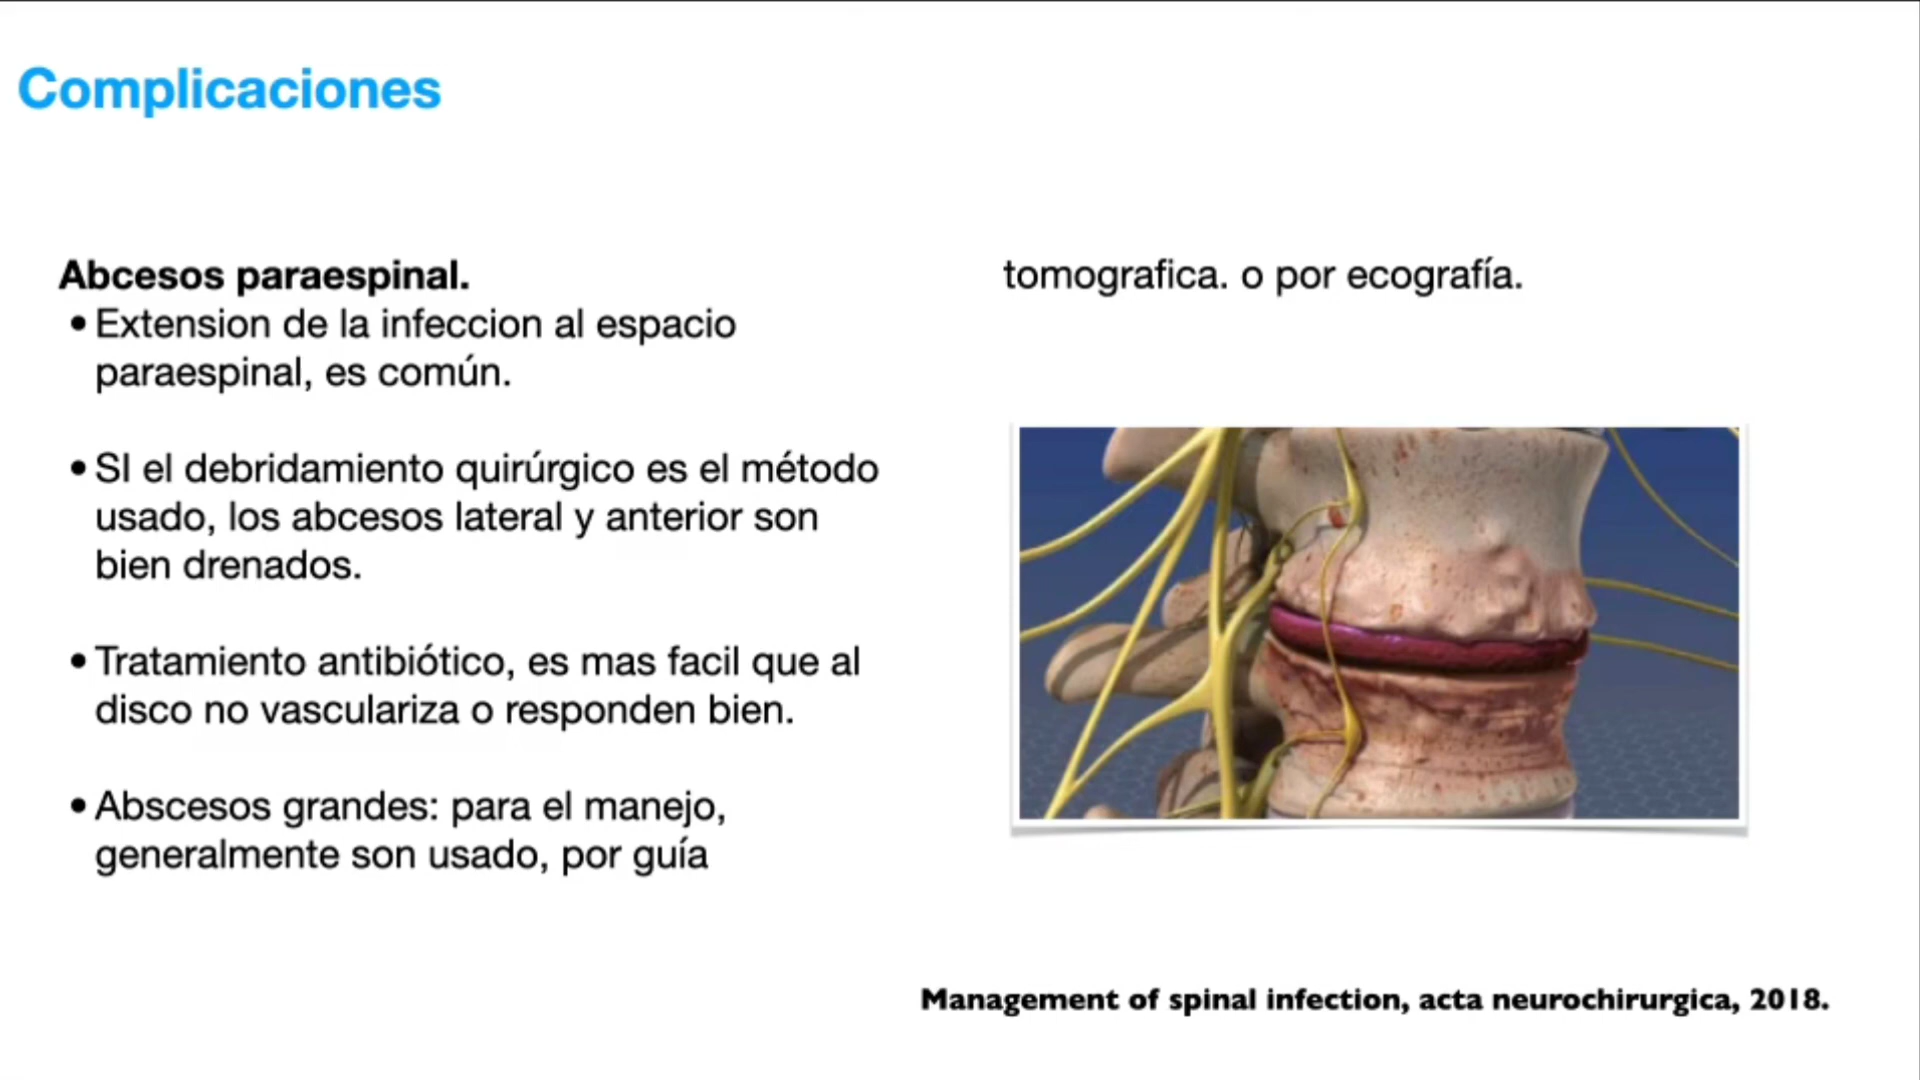 Complicaciones
Abcesos paraespinal.
• Extension de la infeccion al espacio
paraespinal, es común.
• SI el debridamiento quirúrgico es el método
usado, los abcesos lateral y anterior son
bien drenados.
• Tratamiento antibiótico, es mas facil que al
disco no vasculariza o responden bien.
• Abscesos grandes: para el manejo,
generalmente son usado, por guía
tomografica. o por ecografía.
Management of spinal infection, acta neurochirurgica, 2018.